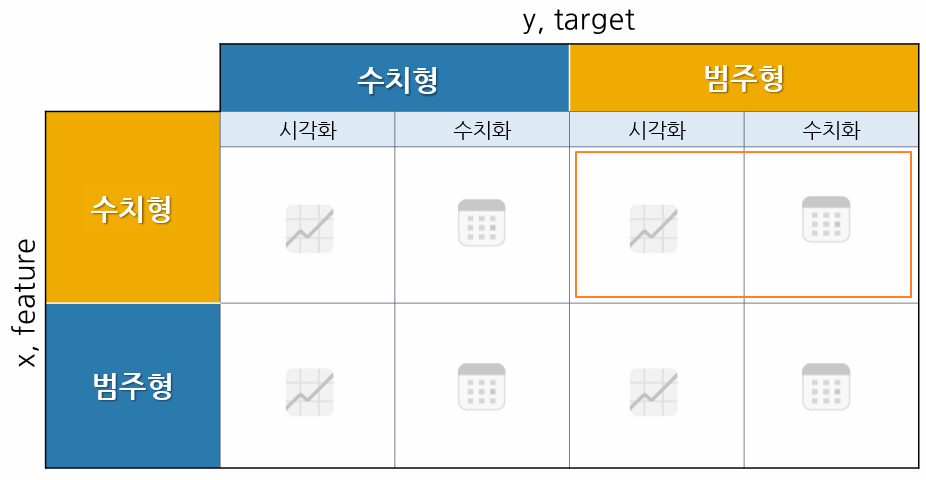 y, target
수치형
범주형
시각화
수치화
시각화
수치화
수치형
x, feature
범주형